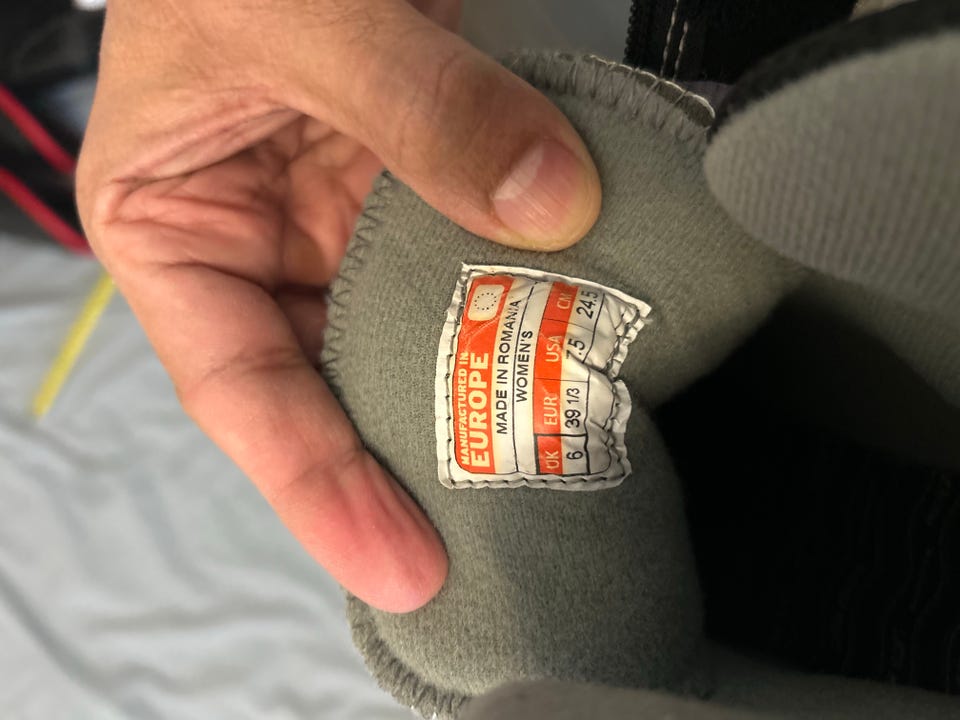 MANUFACTURED IN
EUROPE
MADE IN ROMANIA
WOMEN'S
UK EUR USA CM
6 39 1/3 7.5 24.5